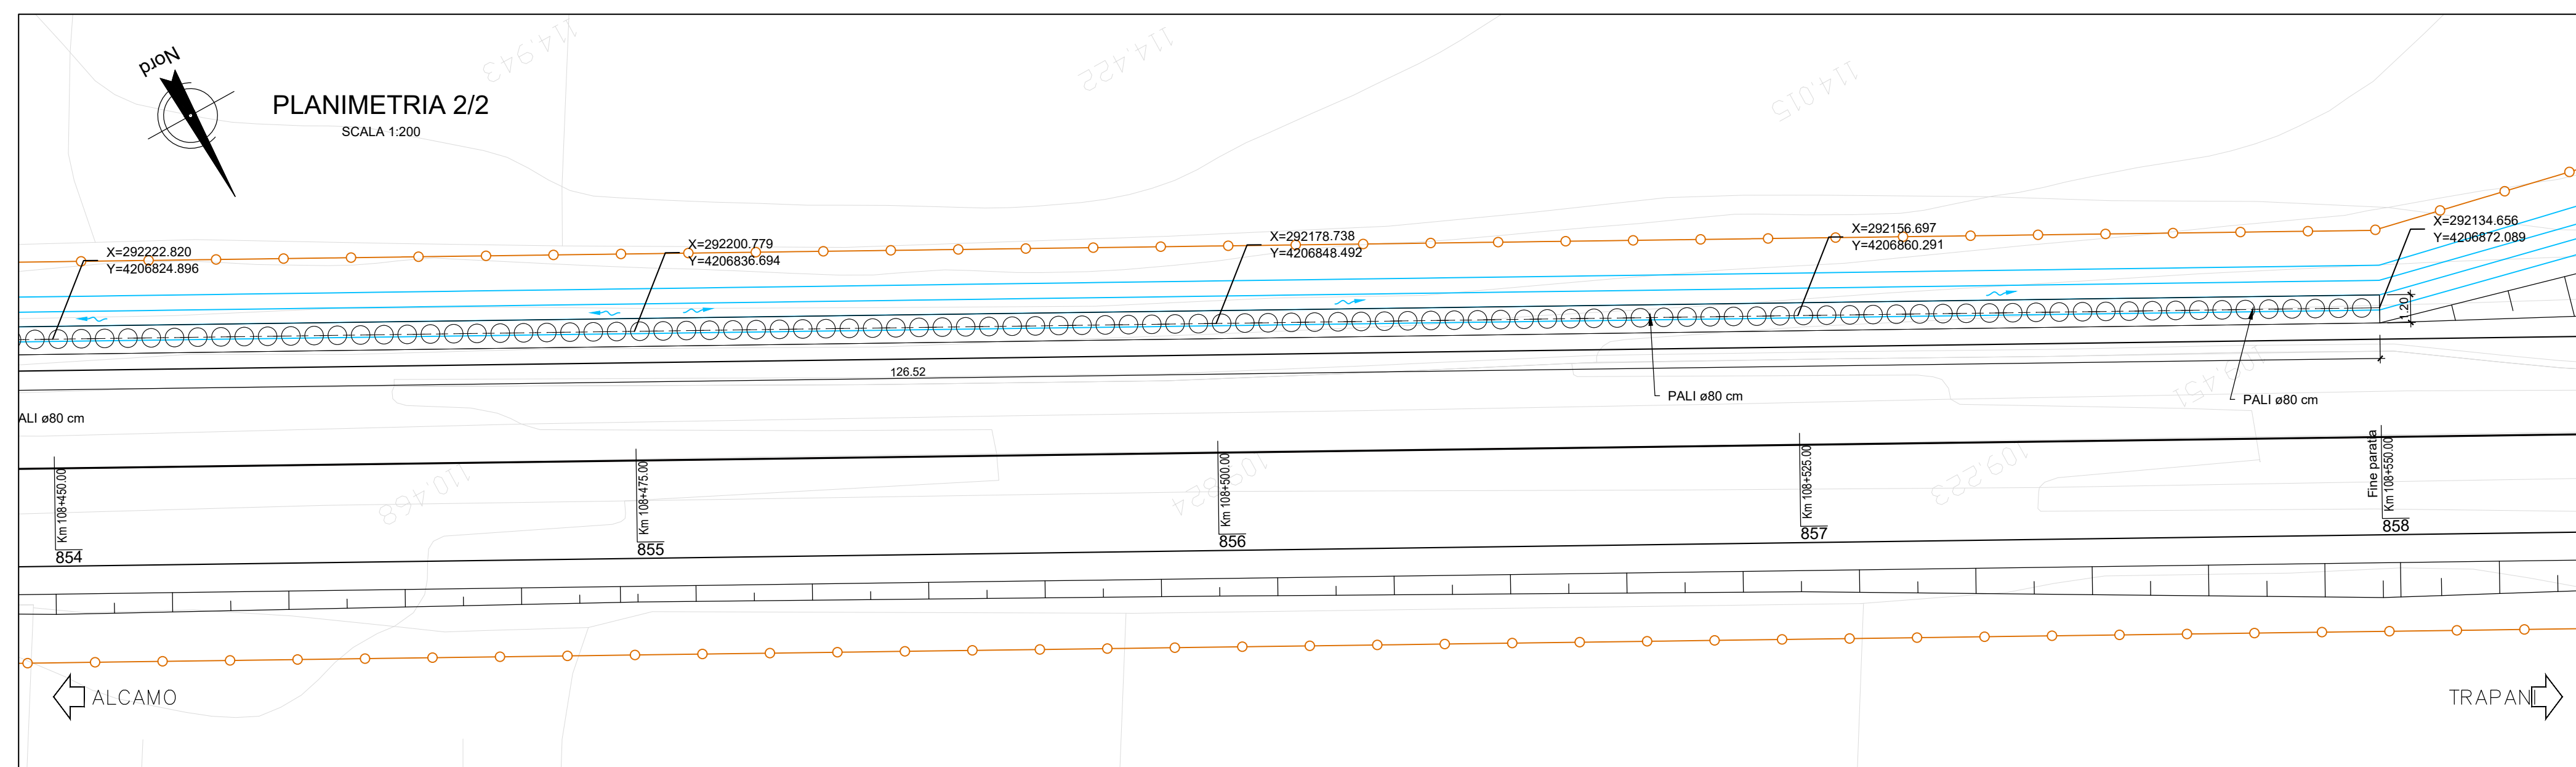 114.943
114.422
114.015
Nord
PLANIMETRIA 2/2
SCALA 1:200
X=292222.820
Y=4206824.896
X=292200.779
Y=4206836.694
X=292178.738
Y=4206848.492
X=292156.697
Y=4206860.291
X=292134.656
Y=4206872.089
1.20
126.52
109.451
PALI ø80 cm
PALI ø80 cm
ALI ø80 cm
110.468
109.824
109.223
Km 108+450.00
854
Km 108+475.00
855
Km 108+500.00
856
Km 108+525.00
857
Fine paratia
Km 108+550.00
858
ALCAMO
TRAPANI